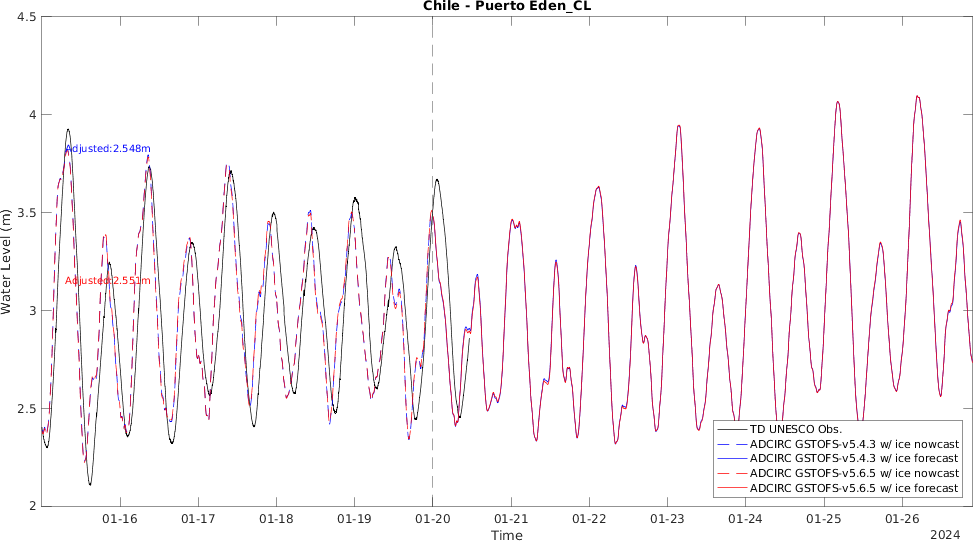 Chile - Puerto Eden_CL
4.5
4
3.5
3
2.5
2
Water Level (m)
Adjusted:2.548m
Adjusted:2.551m
TD UNESCO Obs.
ADCIRC GSTOFS-v5.4.3 w/ ice nowcast
ADCIRC GSTOFS-v5.4.3 w/ ice forecast
ADCIRC GSTOFS-v5.6.5 w/ ice nowcast
ADCIRC GSTOFS-v5.6.5 w/ ice forecast
01-16 01-17 01-18 01-19 01-20 01-21 01-22 01-23 01-24 01-25 01-26
Time
2024